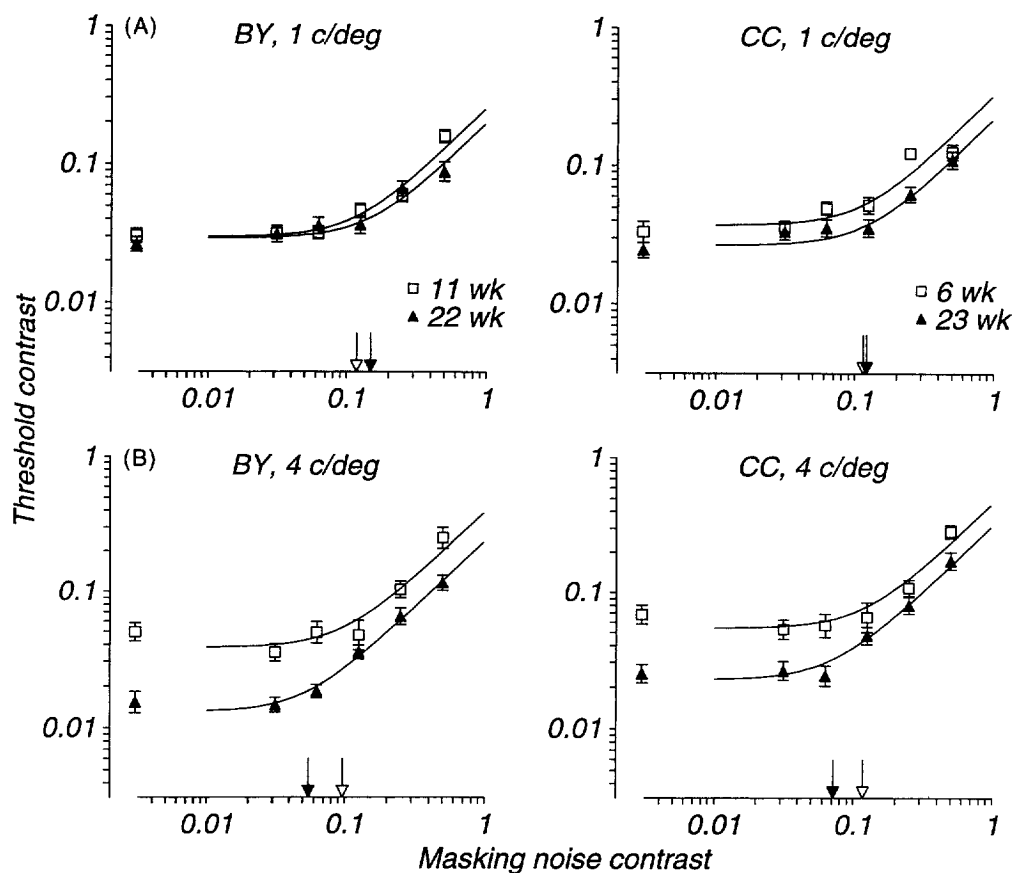 (A)
BY, 1 c/deg
1
0.1
0.01
11 wk
22 wk
0.01
0.1
1
CC, 1 c/deg
1
0.1
0.01
6 wk
23 wk
0.01
0.1
1
Threshold contrast
(B)
BY, 4 c/deg
1
0.1
0.01
0.01
0.1
1
CC, 4 c/deg
1
0.1
0.01
0.01
0.1
1
Masking noise contrast